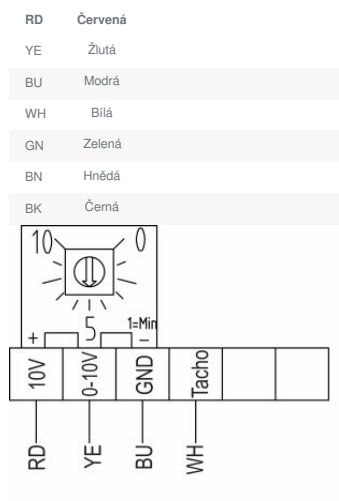 RD Červená
YE Žlutá
BU Modrá
WH Bílá
GN Zelená
BN Hnědá
BK Černá
10 0
5 1=Min
+ −
10V 0-10V GND Tacho
RD YE BU WH